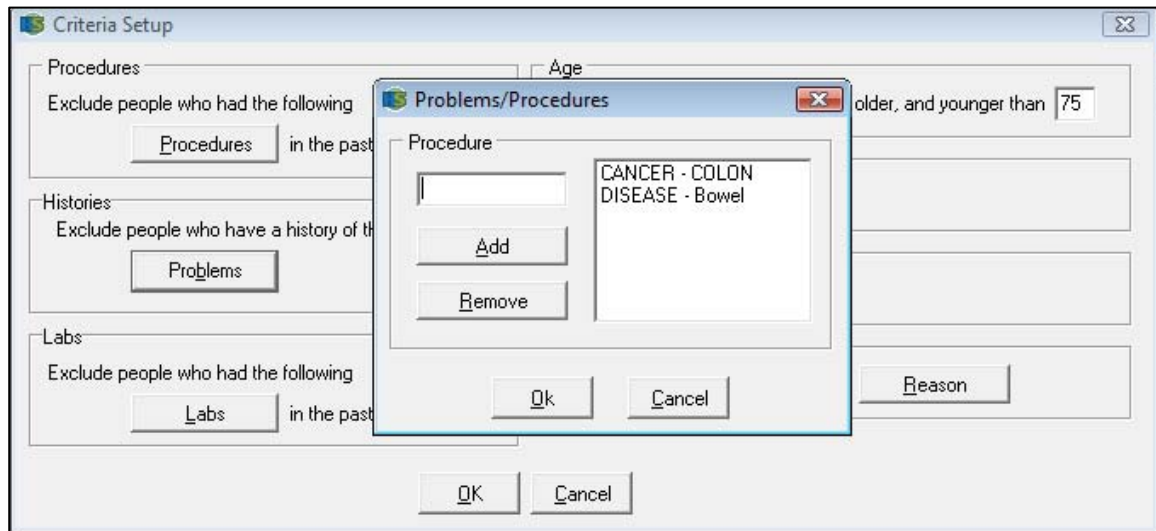 Criteria Setup
Procedures
Exclude people who had the following
Procedures in the past
Histories
Exclude people who have a history of
Problems
Labs
Exclude people who had the following
Labs in the past
OK Cancel
Age
older, and younger than 75
Reason
Problems/Procedures
Procedure
CANCER - COLON
DISEASE - Bowel
Add
Remove
Ok Cancel